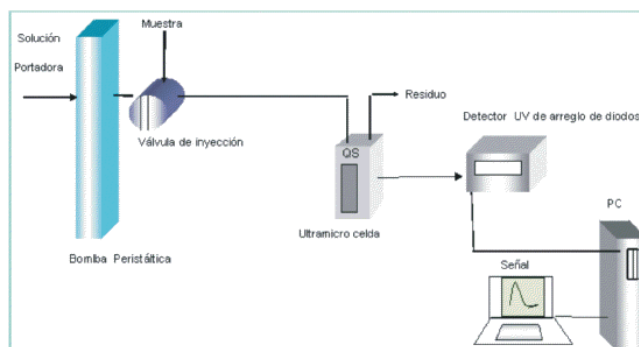 Solución
Portadora
Muestra
Válvula de inyección
Bomba Peristáltica
Residuo
QS
Ultramicro celda
Detector UV de arreglo de diodos
PC
Señal